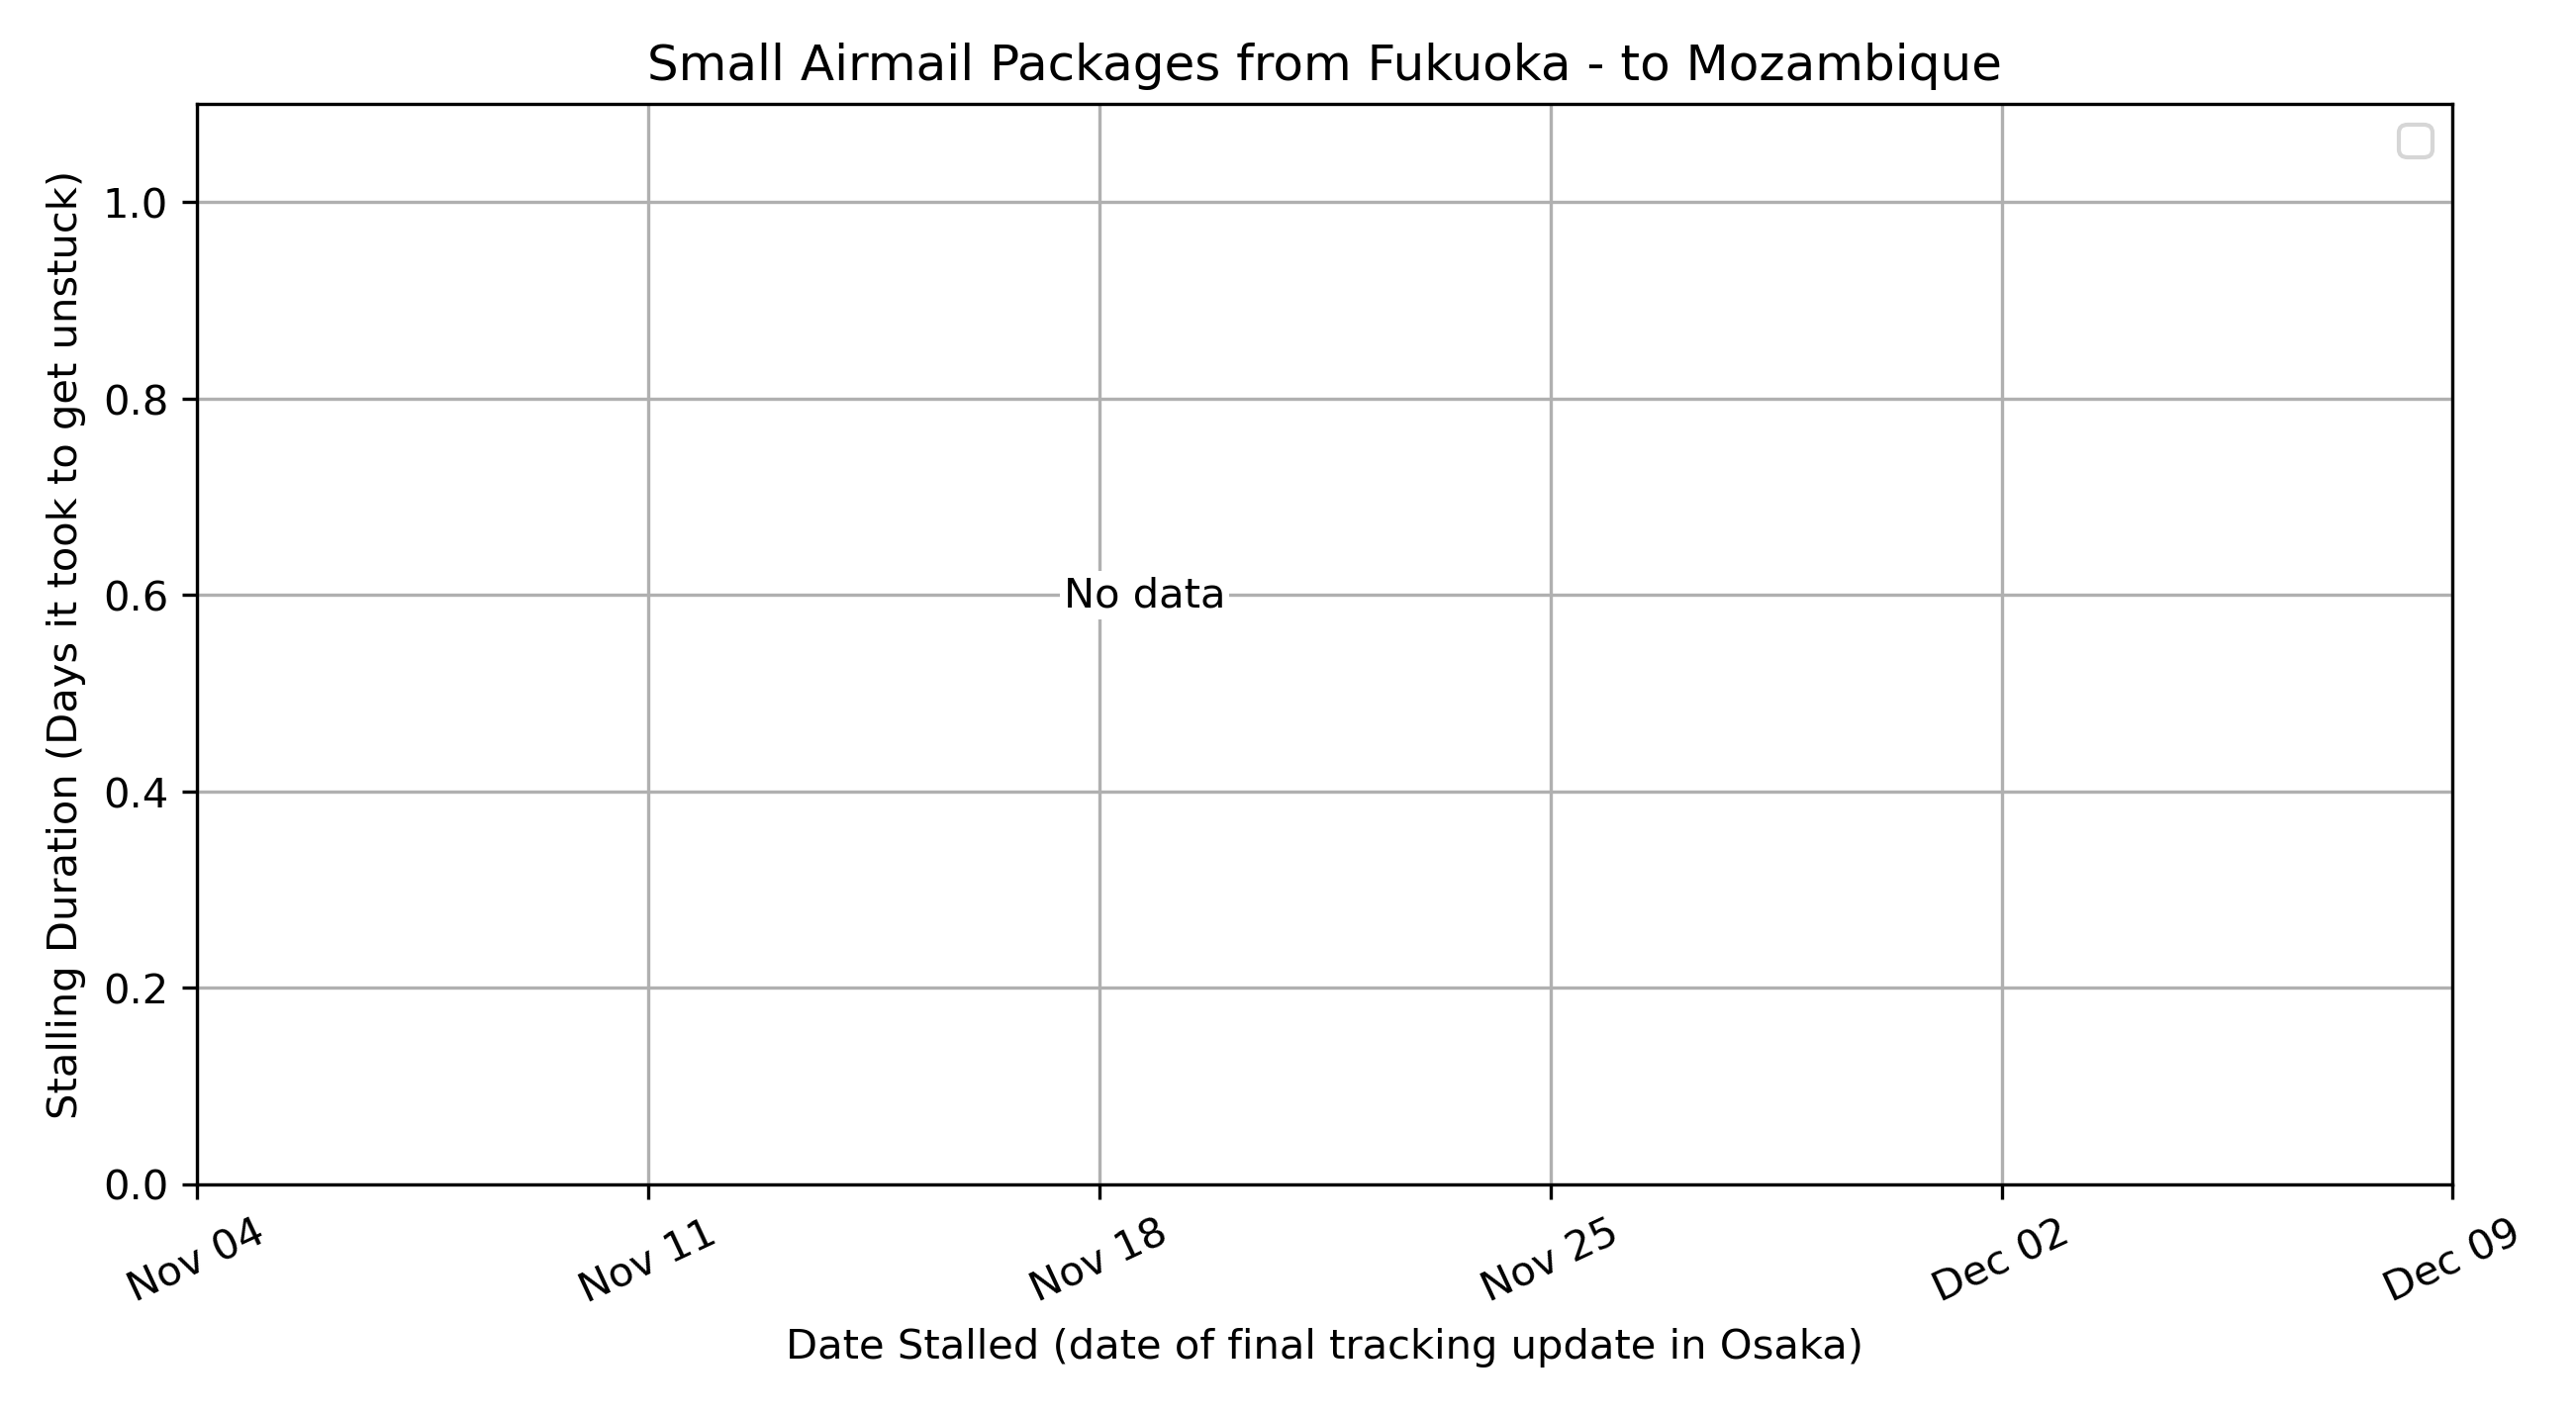 Small Airmail Packages from Fukuoka - to Mozambique
Stalling Duration (Days it took to get unstuck)
1.0
0.8
0.6
0.4
0.2
0.0
No data
Nov 04
Nov 11
Nov 18
Nov 25
Dec 02
Dec 09
Date Stalled (date of final tracking update in Osaka)